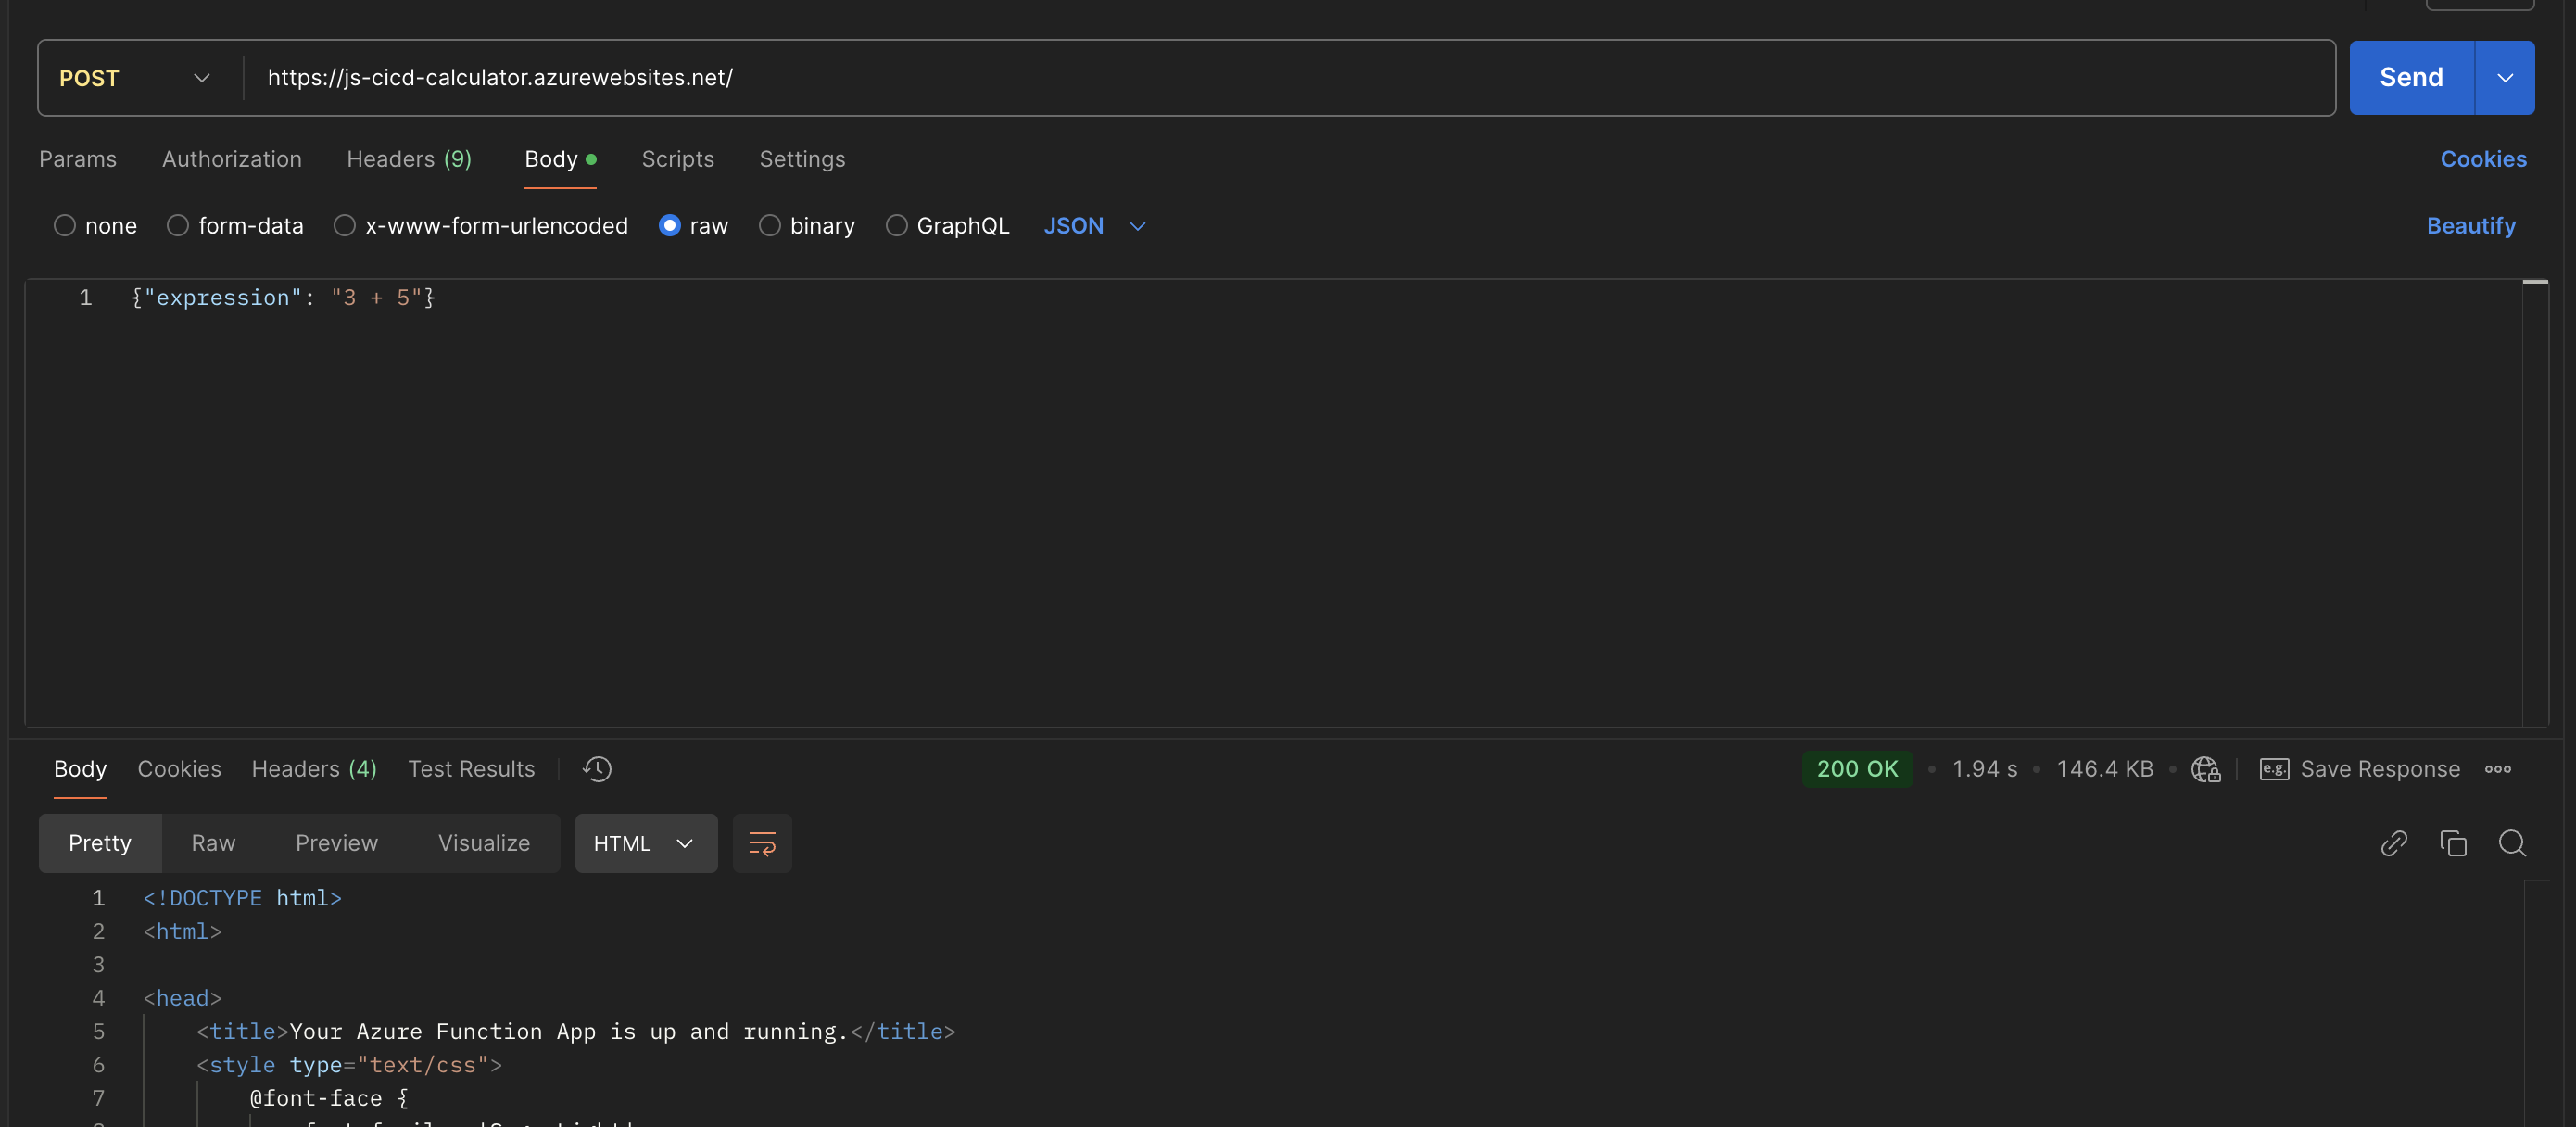 POST https://js-cicd-calculator.azurewebsites.net/ Send
Params Authorization Headers (9) Body Scripts Settings Cookies
none form-data x-www-form-urlencoded raw binary GraphQL JSON Beautify
1 {"expression": "3 + 5"}
Body Cookies Headers (4) Test Results 200 OK 1.94 s 146.4 KB e.g. Save Response
Pretty Raw Preview Visualize HTML
1 <!DOCTYPE html>
2 <html>
3
4 <head>
5 <title>Your Azure Function App is up and running.</title>
6 <style type="text/css">
7 @font-face {